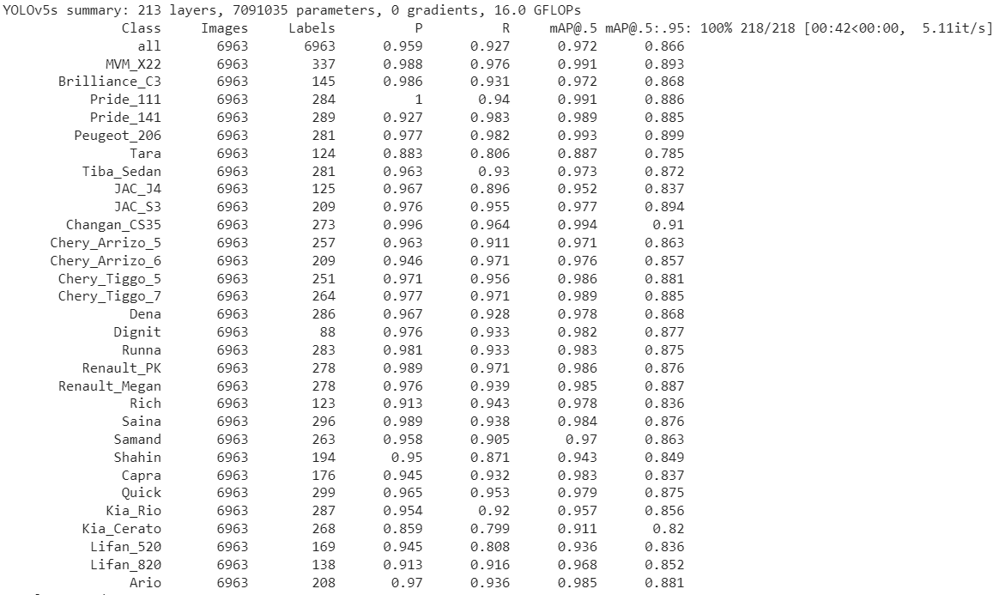 YOLOv5s summary: 213 layers, 7091035 parameters, 0 gradients, 16.0 GFLOPs
Class Images Labels P R mAP@.5 mAP@.5:.95: 100% 218/218 [00:42<00:00, 5.11it/s]
all 6963 6963 0.959 0.927 0.972 0.866
MVM_X22 6963 337 0.988 0.976 0.991 0.893
Brilliance_C3 6963 145 0.986 0.931 0.972 0.868
Pride_111 6963 284 1 0.94 0.991 0.886
Pride_141 6963 289 0.927 0.983 0.989 0.885
Peugeot_206 6963 281 0.977 0.982 0.993 0.899
Tara 6963 124 0.883 0.806 0.887 0.785
Tiba_Sedan 6963 281 0.963 0.93 0.973 0.872
JAC_J4 6963 125 0.967 0.896 0.952 0.837
JAC_S3 6963 209 0.976 0.955 0.977 0.894
Changan_CS35 6963 273 0.996 0.964 0.994 0.91
Chery_Arrizo_5 6963 257 0.963 0.911 0.971 0.863
Chery_Arrizo_6 6963 209 0.946 0.971 0.976 0.857
Chery_Tiggo_5 6963 251 0.971 0.956 0.986 0.881
Chery_Tiggo_7 6963 264 0.977 0.971 0.989 0.885
Dena 6963 286 0.967 0.928 0.978 0.868
Dignit 6963 88 0.976 0.933 0.982 0.877
Runna 6963 283 0.981 0.933 0.983 0.875
Renault_PK 6963 278 0.989 0.971 0.986 0.876
Renault_Megan 6963 278 0.976 0.939 0.985 0.887
Rich 6963 123 0.913 0.943 0.978 0.836
Saina 6963 296 0.989 0.938 0.984 0.876
Samand 6963 263 0.958 0.905 0.97 0.863
Shahin 6963 194 0.95 0.871 0.943 0.849
Capra 6963 176 0.945 0.932 0.983 0.837
Quick 6963 299 0.965 0.953 0.979 0.875
Kia_Rio 6963 287 0.954 0.92 0.957 0.856
Kia_Cerato 6963 268 0.859 0.799 0.911 0.82
Lifan_520 6963 169 0.945 0.808 0.936 0.836
Lifan_820 6963 138 0.913 0.916 0.968 0.852
Ario 6963 208 0.97 0.936 0.985 0.881